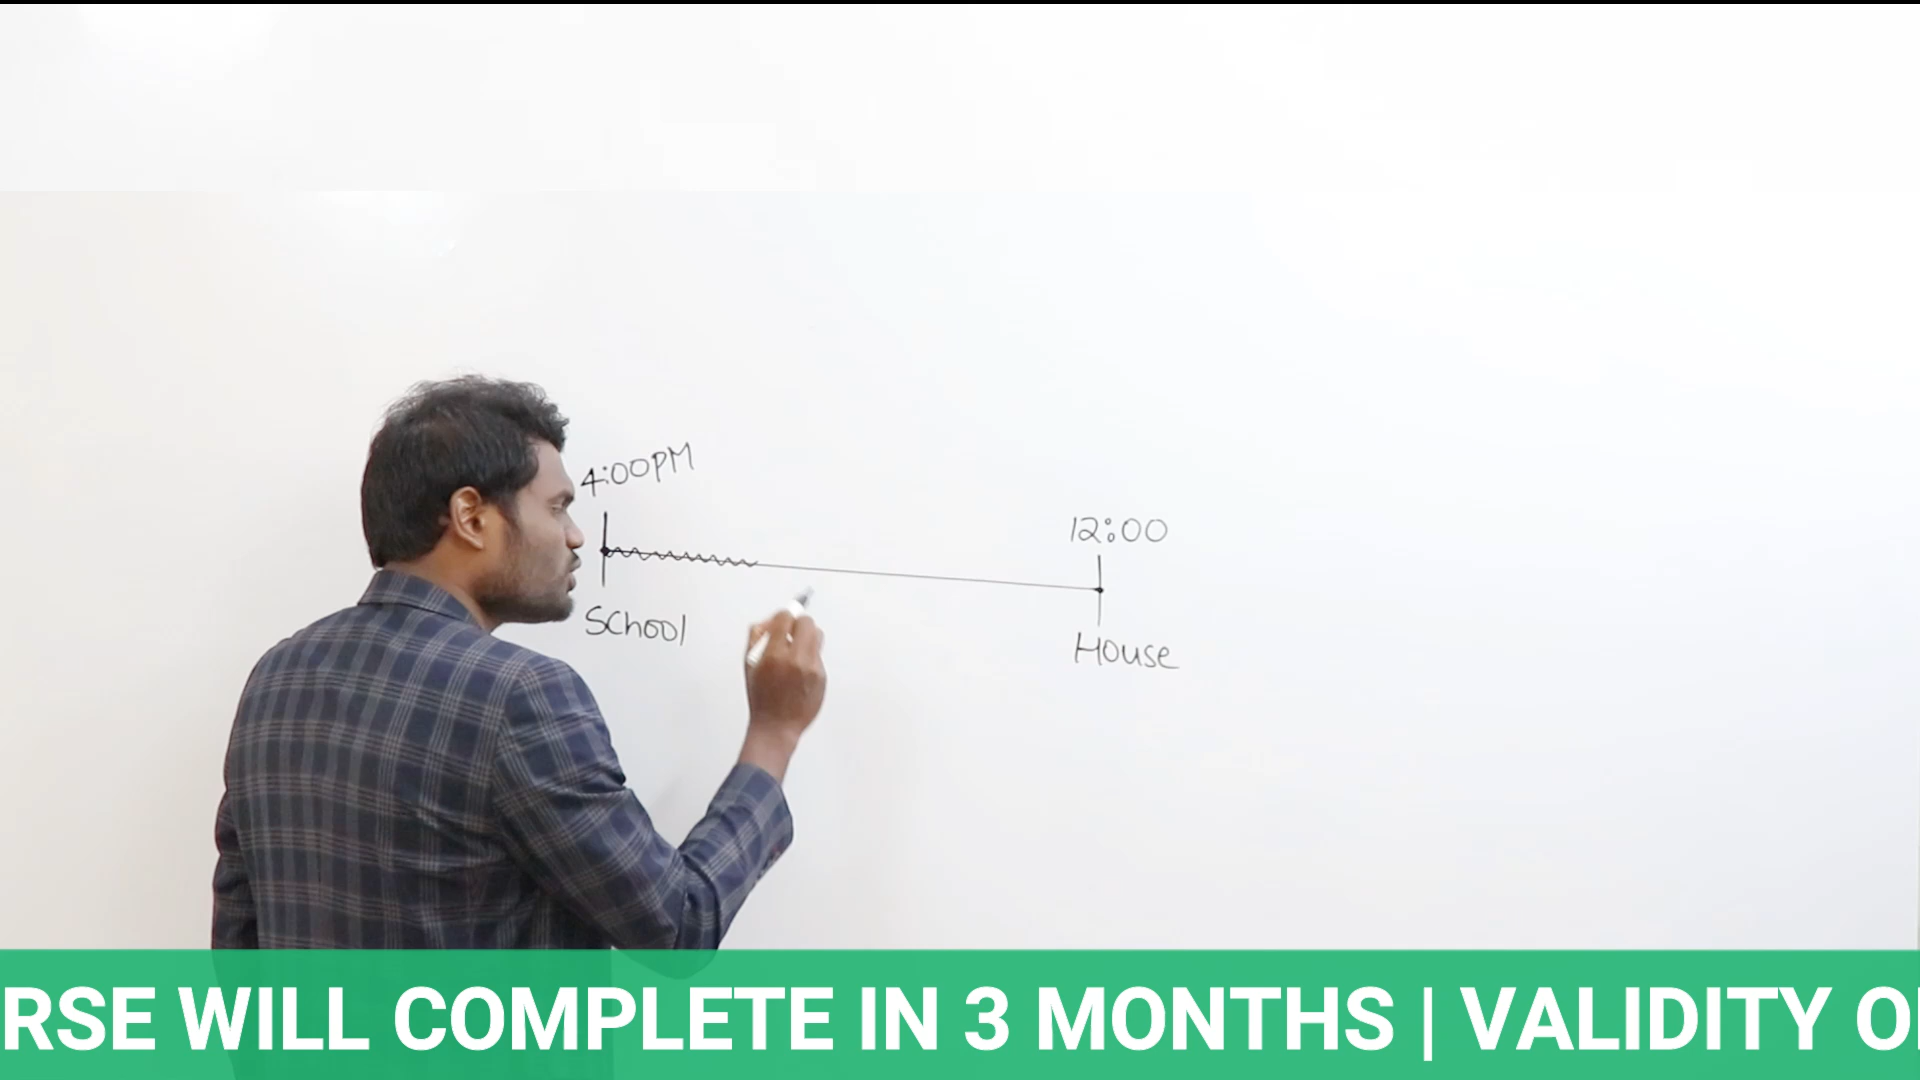 4:00PM
12:00
School
House
RSE WILL COMPLETE IN 3 MONTHS | VALIDITY O